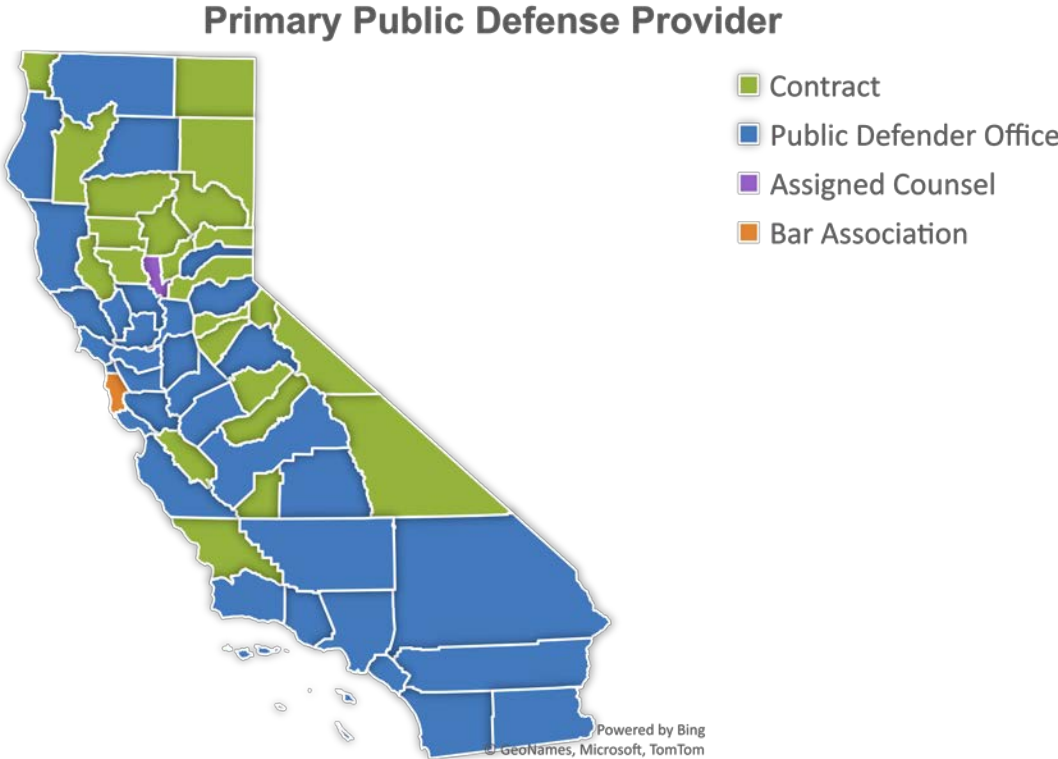 Primary Public Defense Provider
Contract
Public Defender Office
Assigned Counsel
Bar Association
Powered by Bing
© GeoNames, Microsoft, TomTom